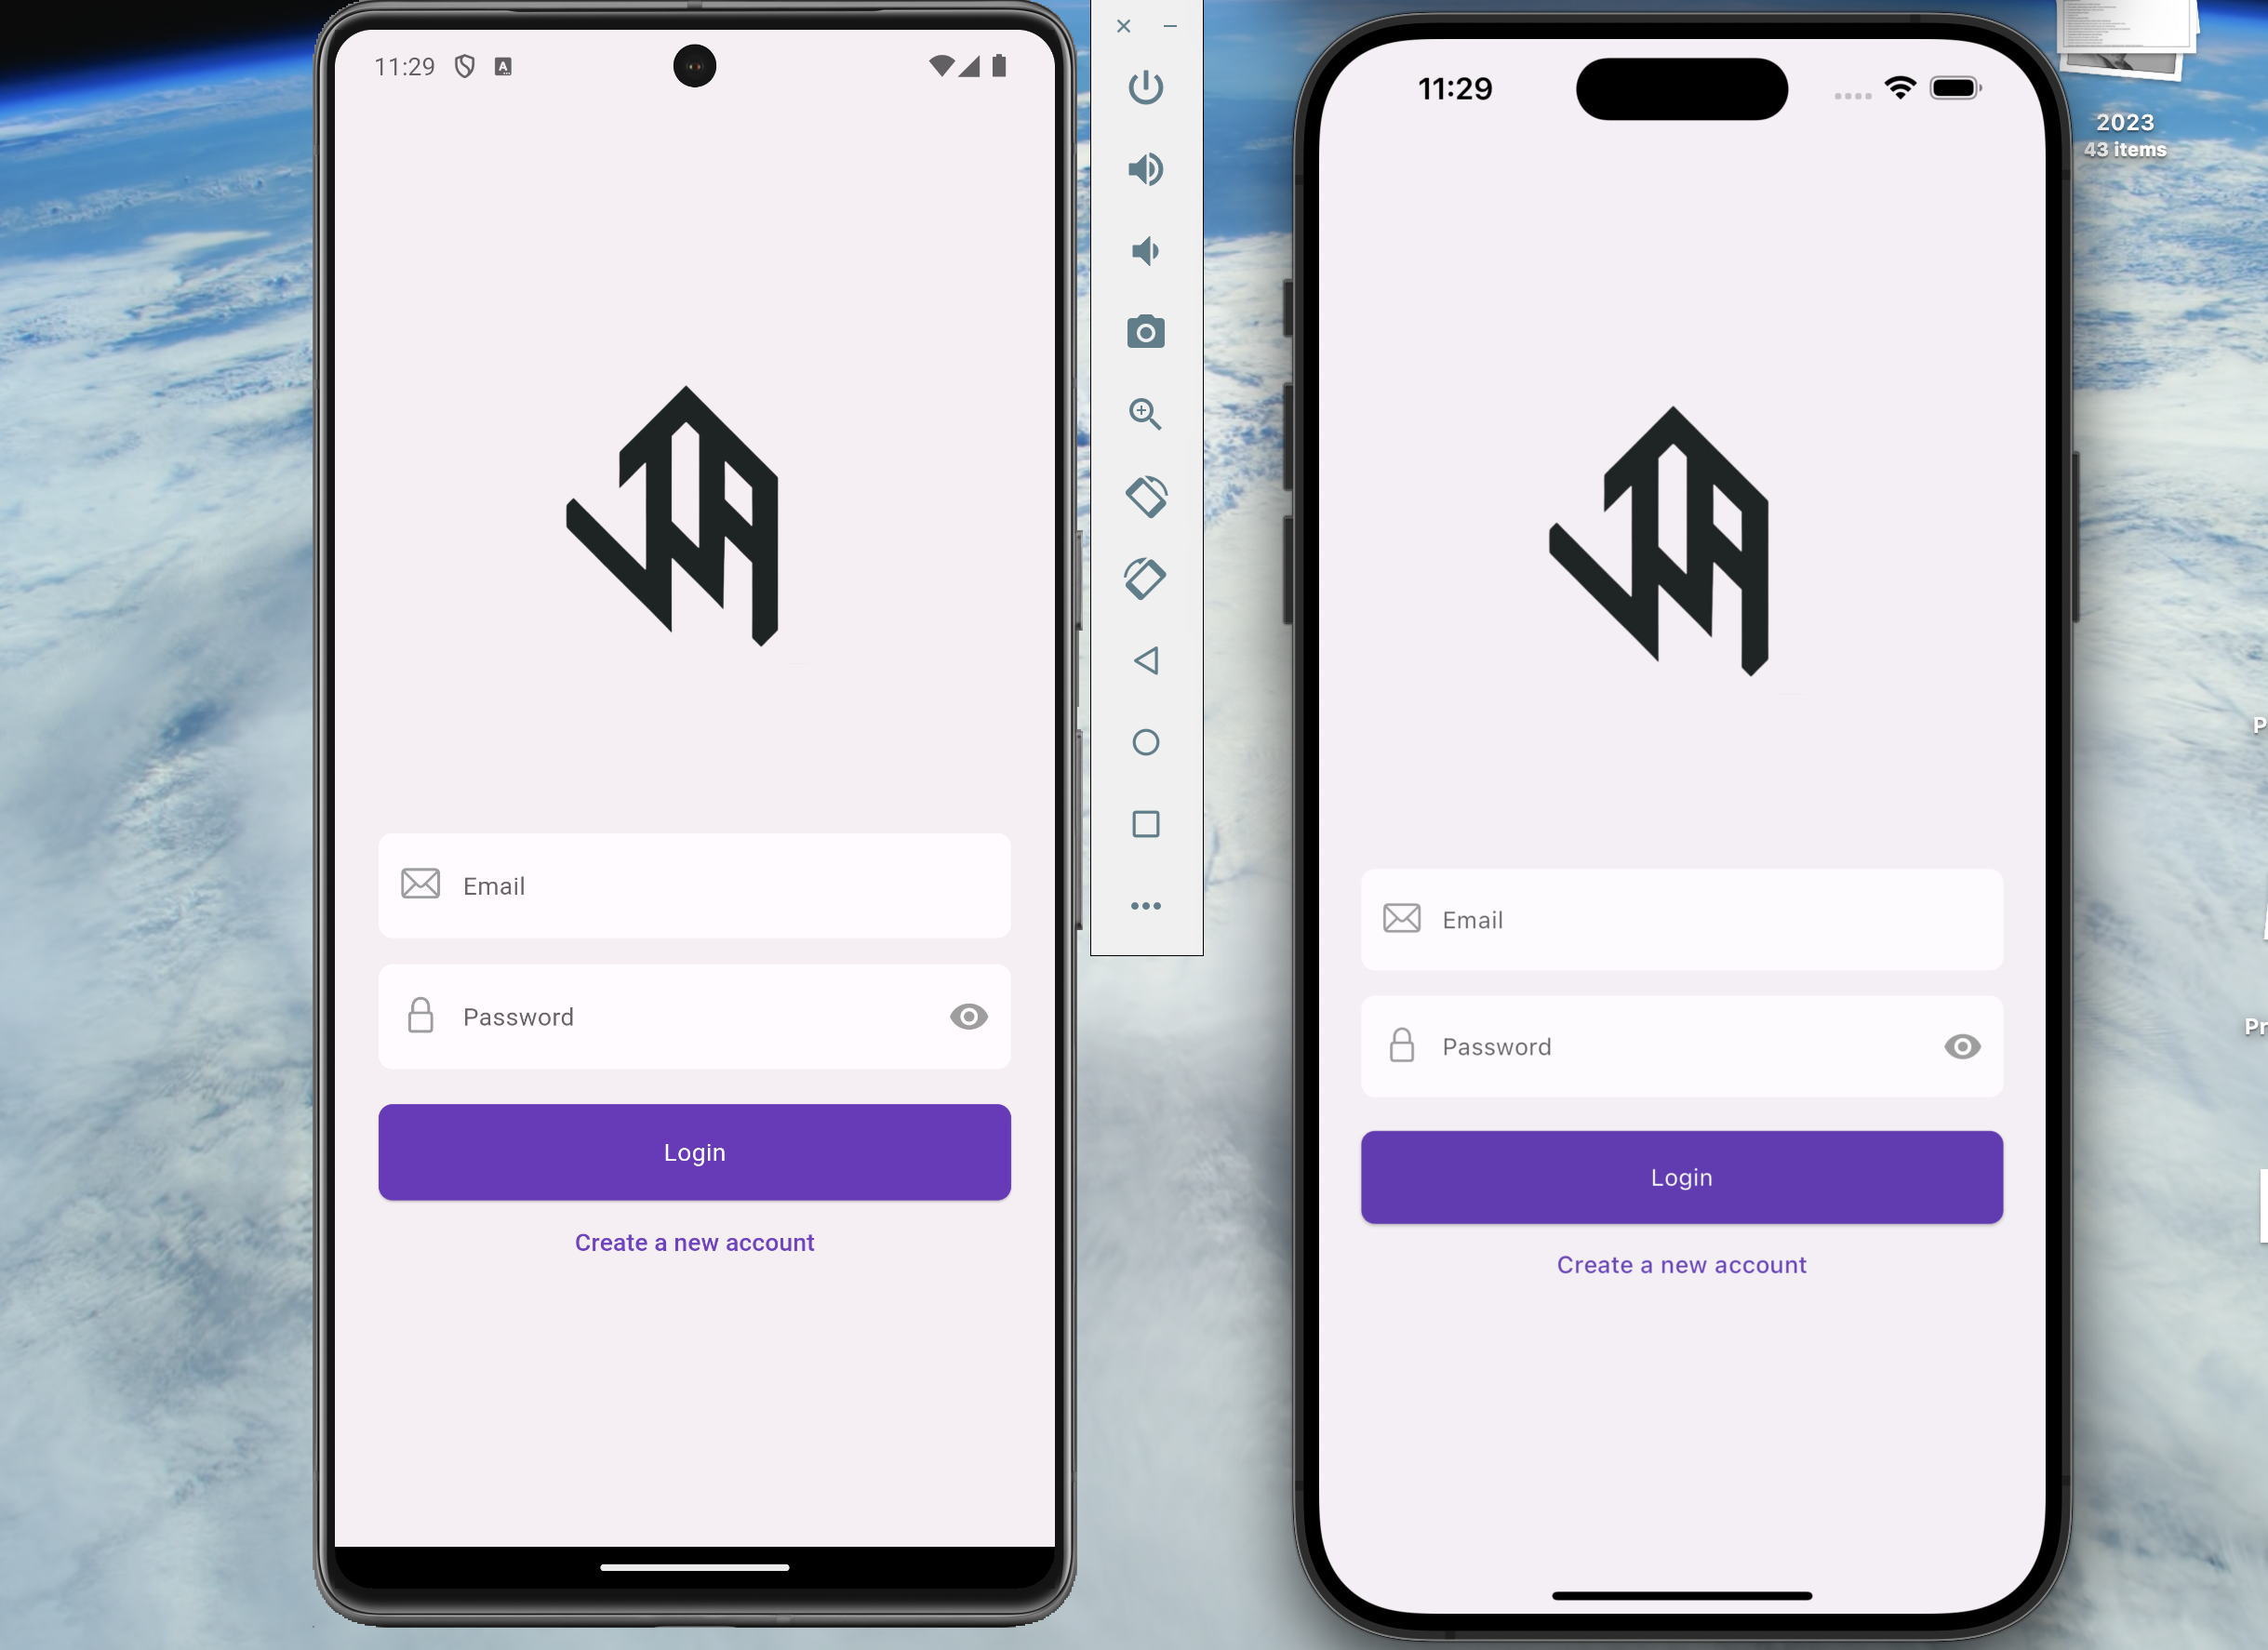 11:29
Email
Password
Login
Create a new account
11:29
Email
Password
Login
Create a new account
2023
43 items
P
Pr